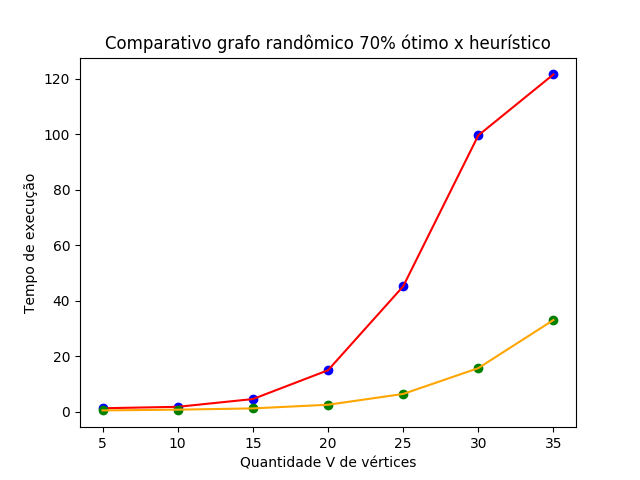 Comparativo grafo randômico 70% ótimo x heurístico
120
100
80
60
40
20
0
Tempo de execução
5 10 15 20 25 30 35
Quantidade V de vértices